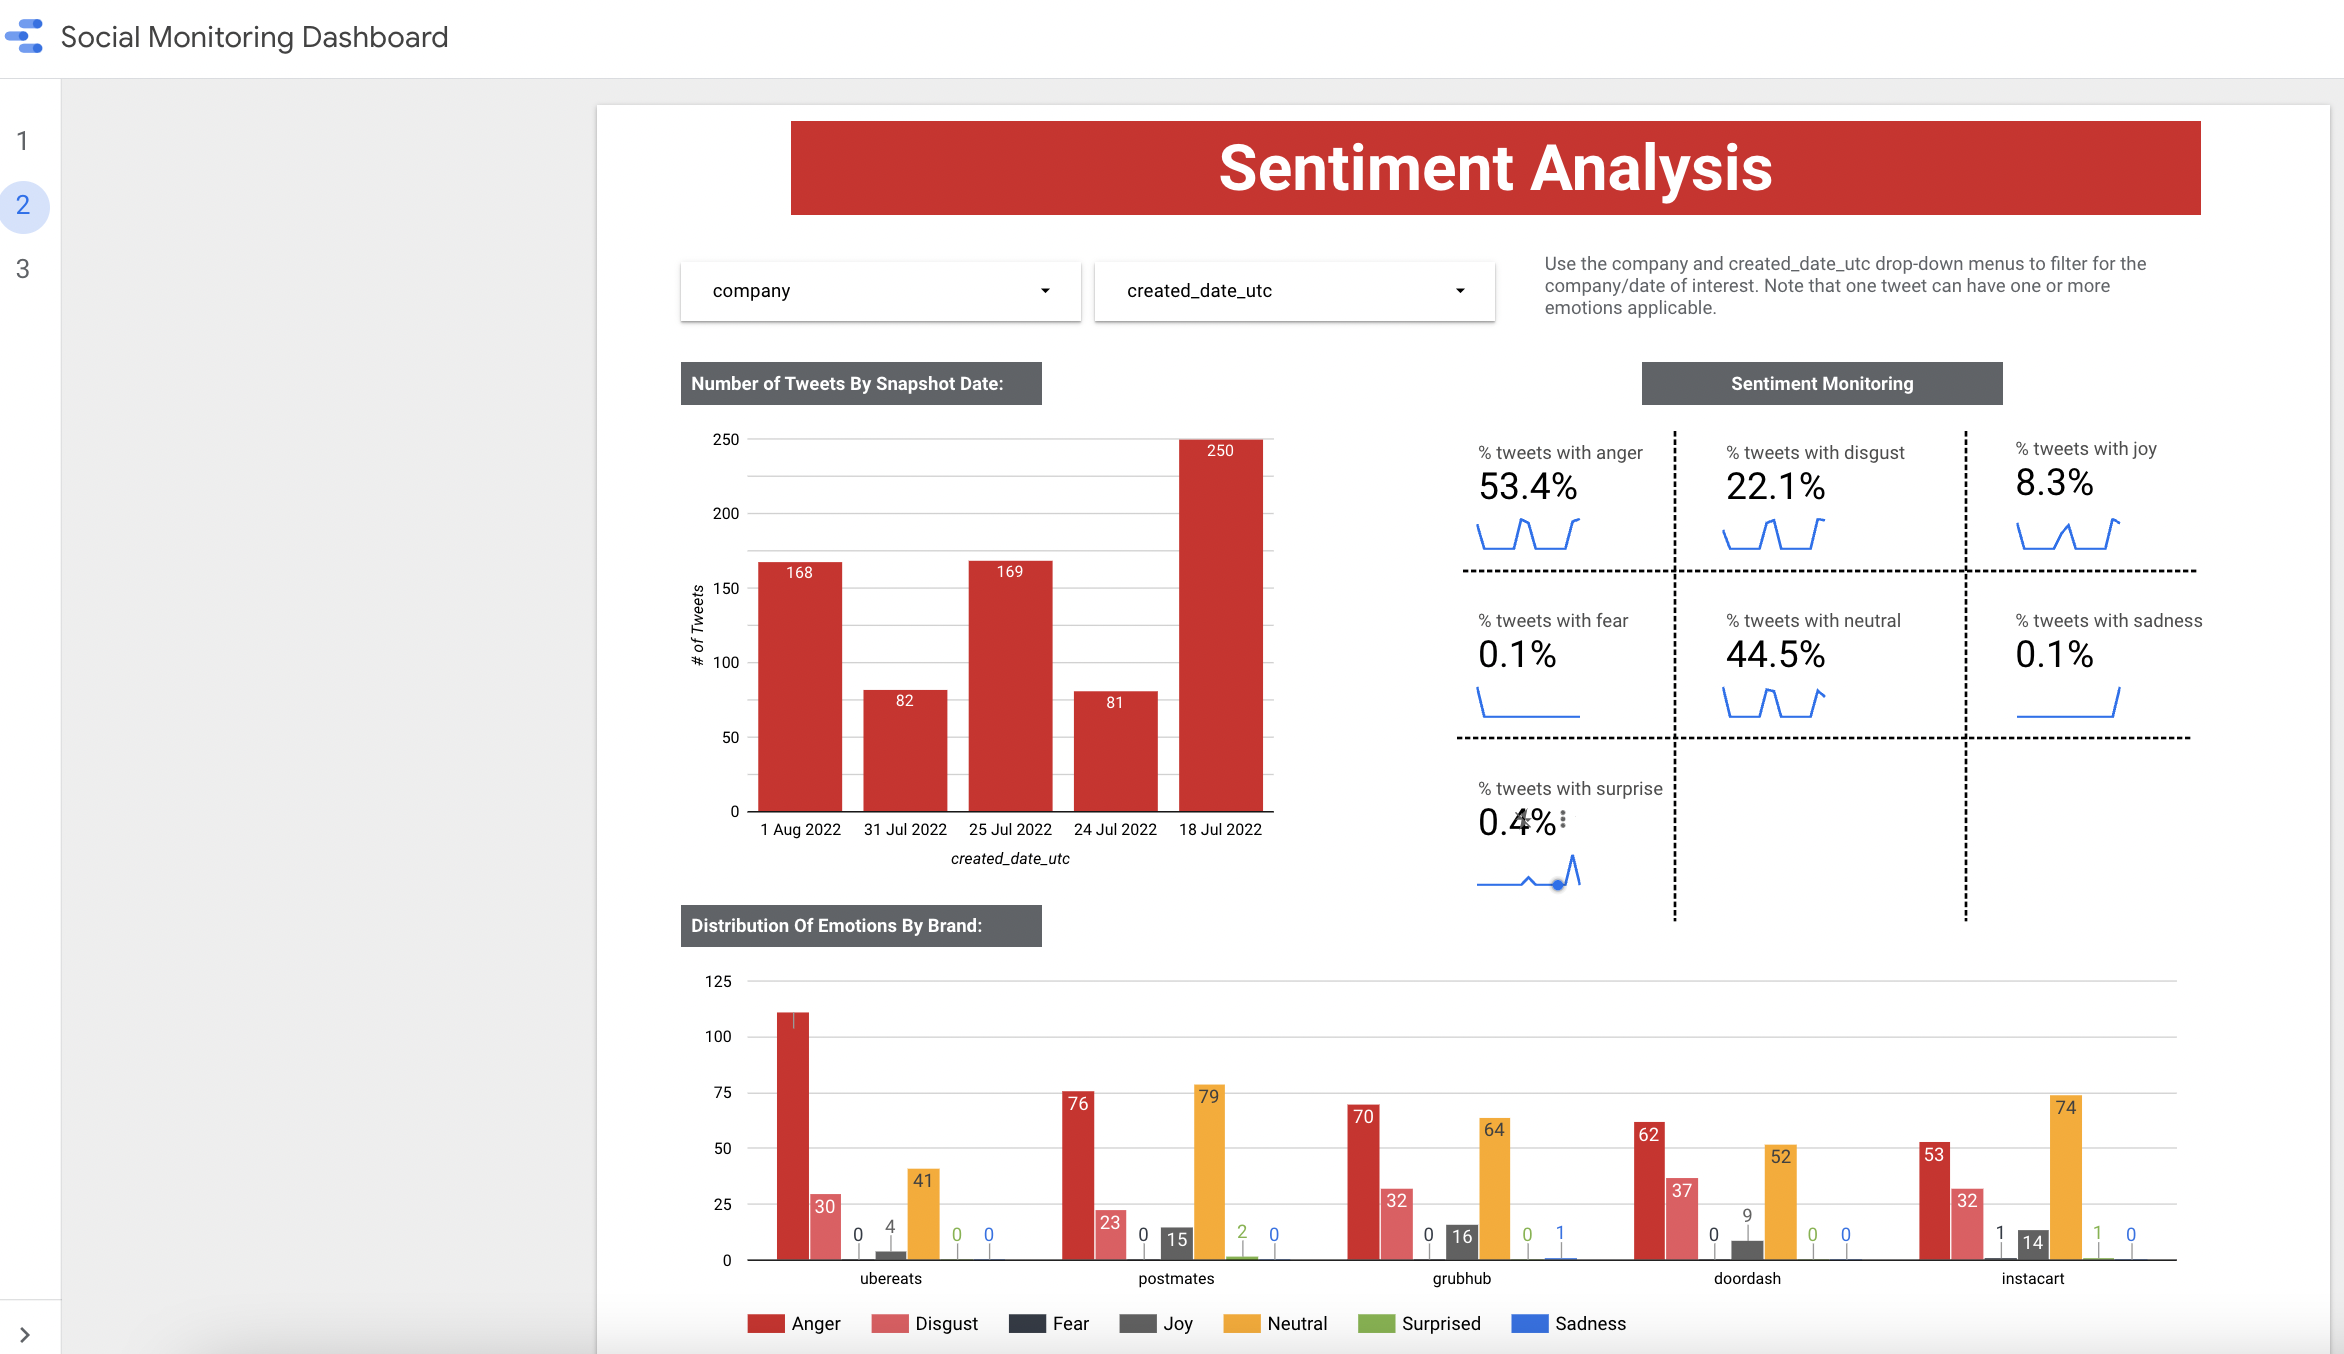 Social Monitoring Dashboard
1
2
3
Sentiment Analysis
company
created_date_utc
Use the company and created_date_utc drop-down menus to filter for the
company/date of interest. Note that one tweet can have one or more
emotions applicable.
Number of Tweets By Snapshot Date:
# of Tweets
250
200
150
100
50
0
168
82
169
81
250
1 Aug 2022
31 Jul 2022
25 Jul 2022
24 Jul 2022
18 Jul 2022
created_date_utc
Sentiment Monitoring
% tweets with anger
53.4%
% tweets with disgust
22.1%
% tweets with joy
8.3%
% tweets with fear
0.1%
% tweets with neutral
44.5%
% tweets with sadness
0.1%
% tweets with surprise
0.4%
Distribution Of Emotions By Brand:
125
100
75
50
25
0
30
0
4
41
0
0
76
23
0
15
79
2
0
70
32
0
16
64
0
1
62
37
0
9
52
0
0
53
32
1
14
74
1
0
ubereats
postmates
grubhub
doordash
instacart
Anger
Disgust
Fear
Joy
Neutral
Surprised
Sadness